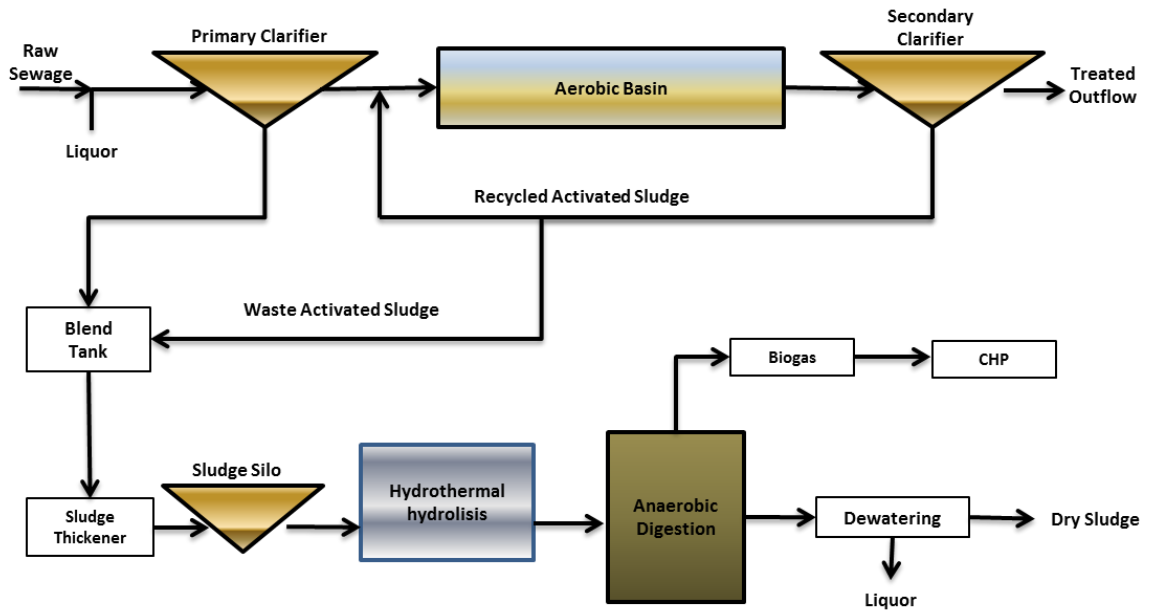 Primary Clarifier
Secondary
Clarifier
Raw
Sewage
Aerobic Basin
Treated
Outflow
Liquor
Recycled Activated Sludge
Waste Activated Sludge
Blend
Tank
Biogas
CHP
Sludge Silo
Hydrothermal
hydrolisis
Sludge
Thickener
Anaerobic
Digestion
Dewatering
Dry Sludge
Liquor